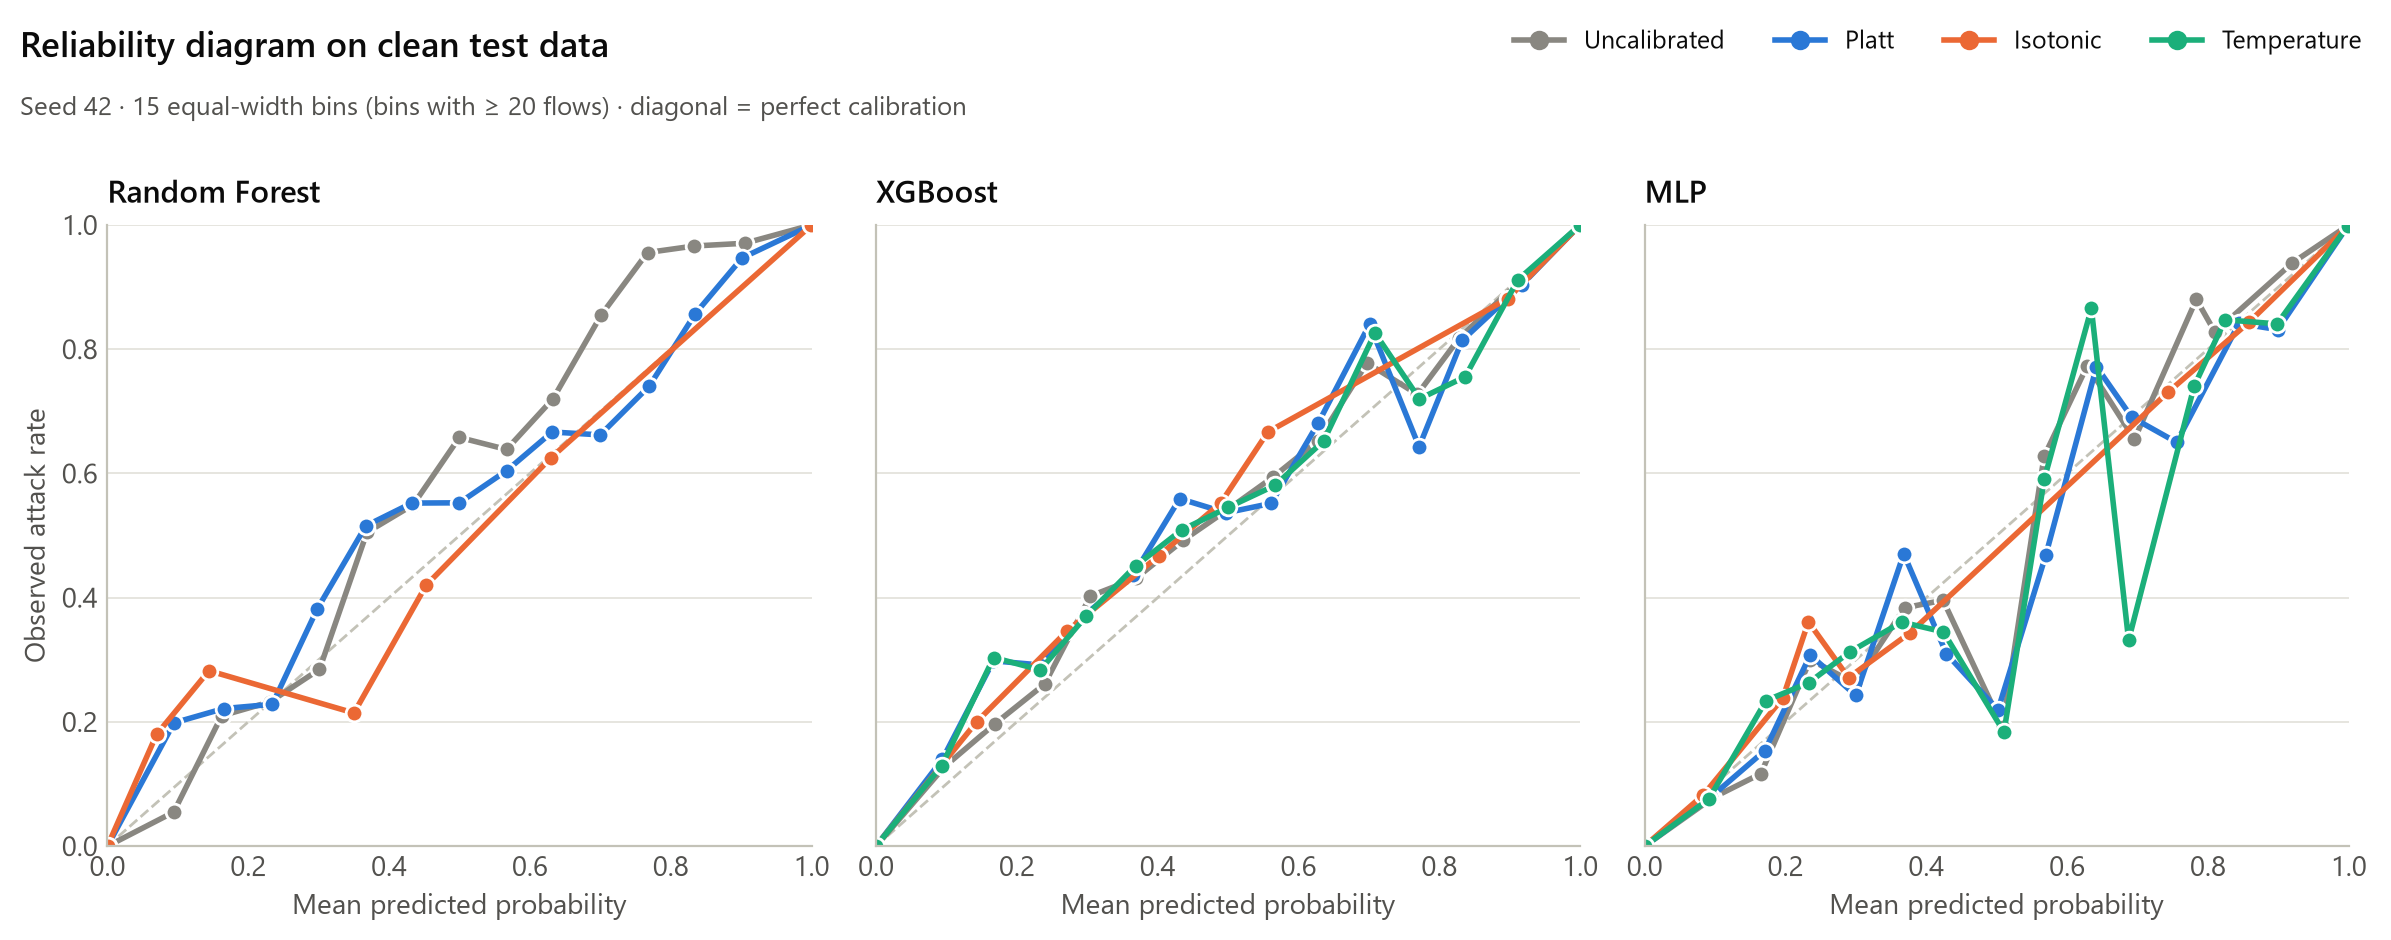 Reliability diagram on clean test data
Uncalibrated Platt Isotonic Temperature
Seed 42 · 15 equal-width bins (bins with ≥ 20 flows) · diagonal = perfect calibration
Random Forest
XGBoost
MLP
Observed attack rate
1.0
0.8
0.6
0.4
0.2
0.0
0.0 0.2 0.4 0.6 0.8 1.0
0.0 0.2 0.4 0.6 0.8 1.0
0.0 0.2 0.4 0.6 0.8 1.0
Mean predicted probability
Mean predicted probability
Mean predicted probability